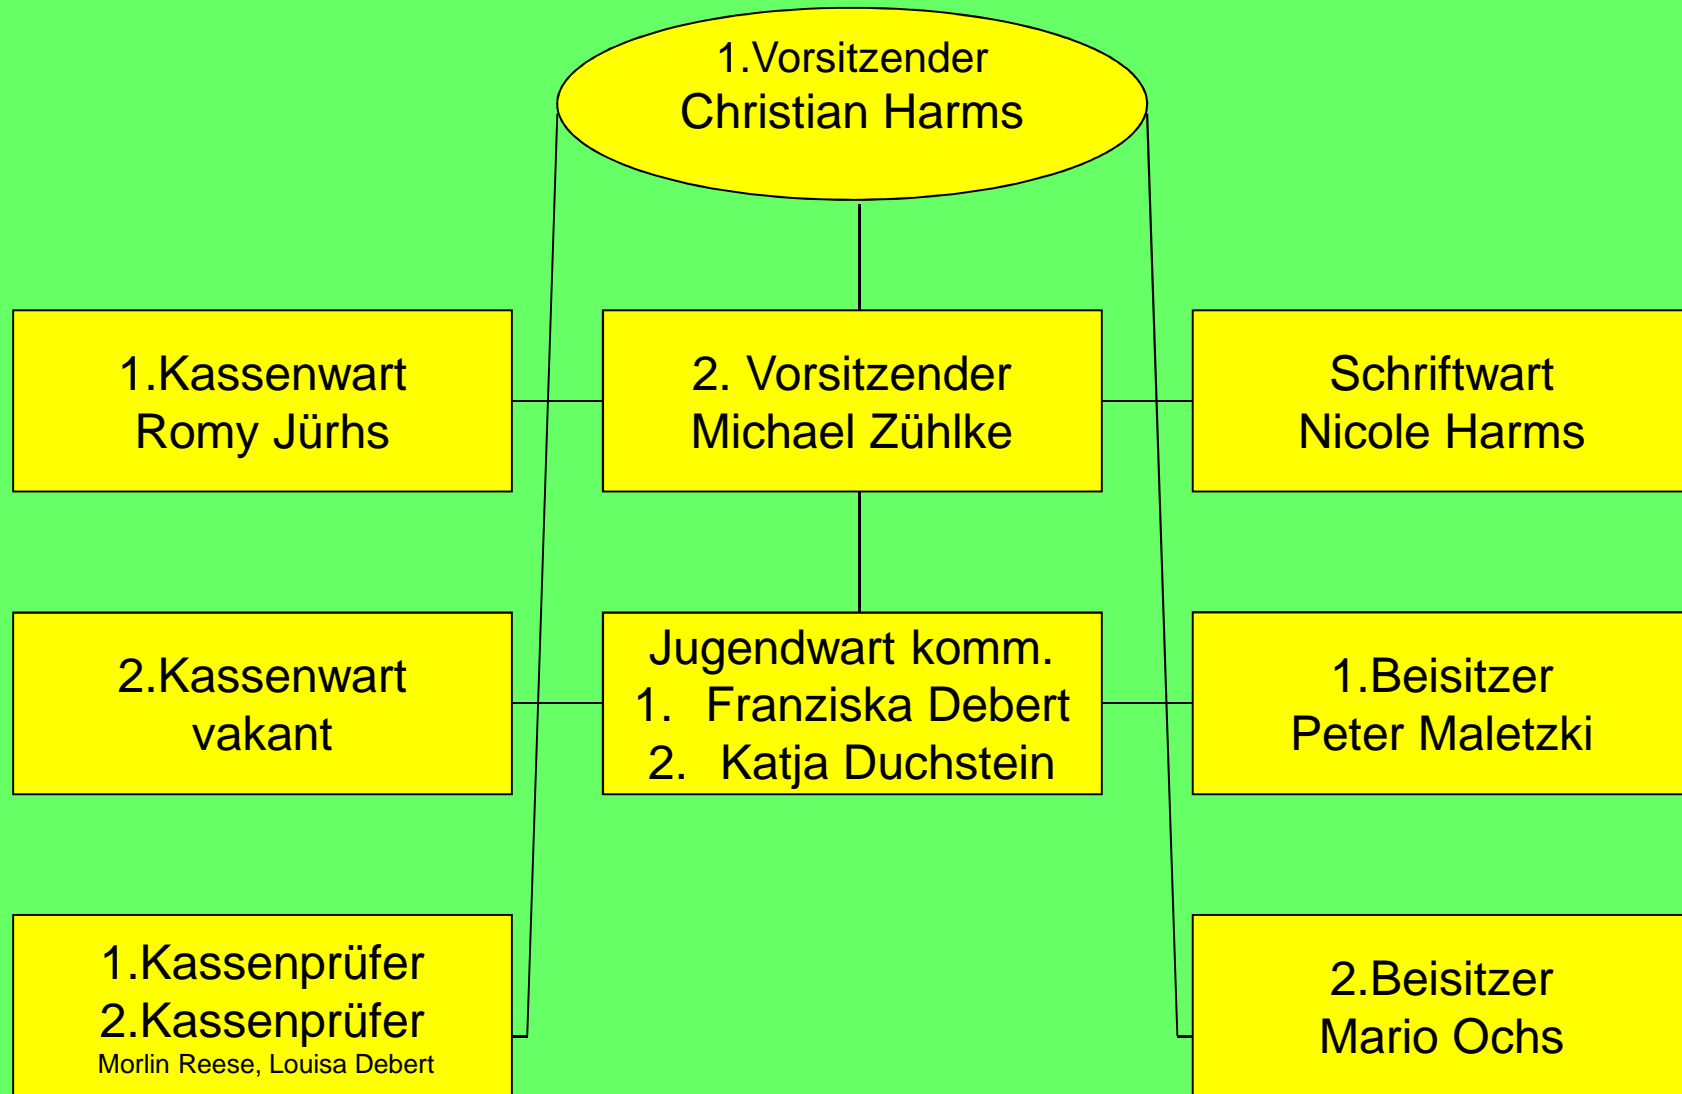 1.Vorsitzender
Christian Harms
1.Kassenwart
Romy Jürhs
2. Vorsitzender
Michael Zühlke
Schriftwart
Nicole Harms
2.Kassenwart
vakant
Jugendwart komm.
1. Franziska Debert
2. Katja Duchstein
1.Beisitzer
Peter Maletzki
1.Kassenprüfer
2.Kassenprüfer
Morlin Reese, Louisa Debert
2.Beisitzer
Mario Ochs